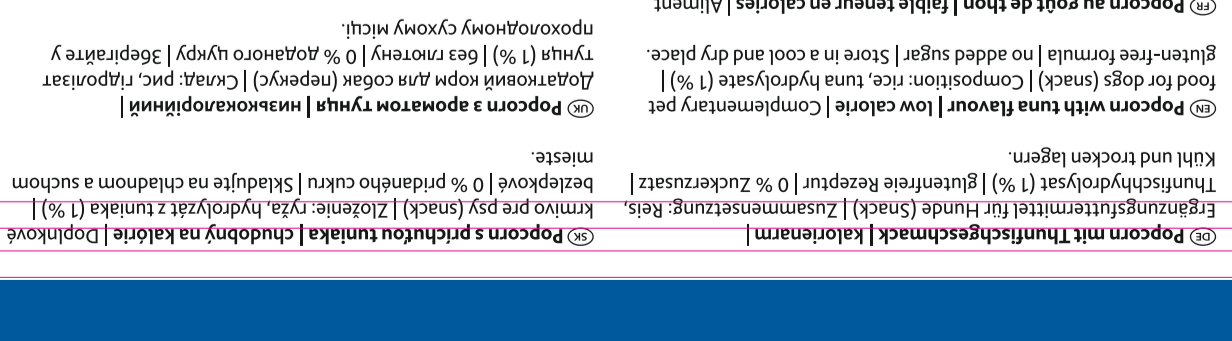 DE Popcorn mit Thunfischgeschmack | kalorienarm |
Ergänzungsfuttermittel für Hunde (Snack) | Zusammensetzung: Reis,
Thunfischhydrolysat (1 %) | glutenfreie Rezeptur | 0 % Zuckerzusatz |
Kühl und trocken lagern.
EN Popcorn with tuna flavour | low calorie | Complementary pet
food for dogs (snack) | Composition: rice, tuna hydrolysate (1 %) |
gluten-free formula | no added sugar | Store in a cool and dry place.
FR Popcorn au goût de thon | faible teneur en calories | Aliment
SK Popcorn s príchuťou tuniaka | chudobný na kalórie | Doplnkové
krmivo pre psy (snack) | Zloženie: ryža, hydrolyzát z tuniaka (1 %) |
bezlepkové | 0 % pridaného cukru | Skladujte na chladnom a suchom
mieste.
UK Popcorn з ароматом тунця | низькокалорійний |
Додатковий корм для собак (перекус) | Склад: рис, гідролізат
тунця (1 %) | без глютену | 0 % доданого цукру | Зберігайте у
прохолодному сухому місці.